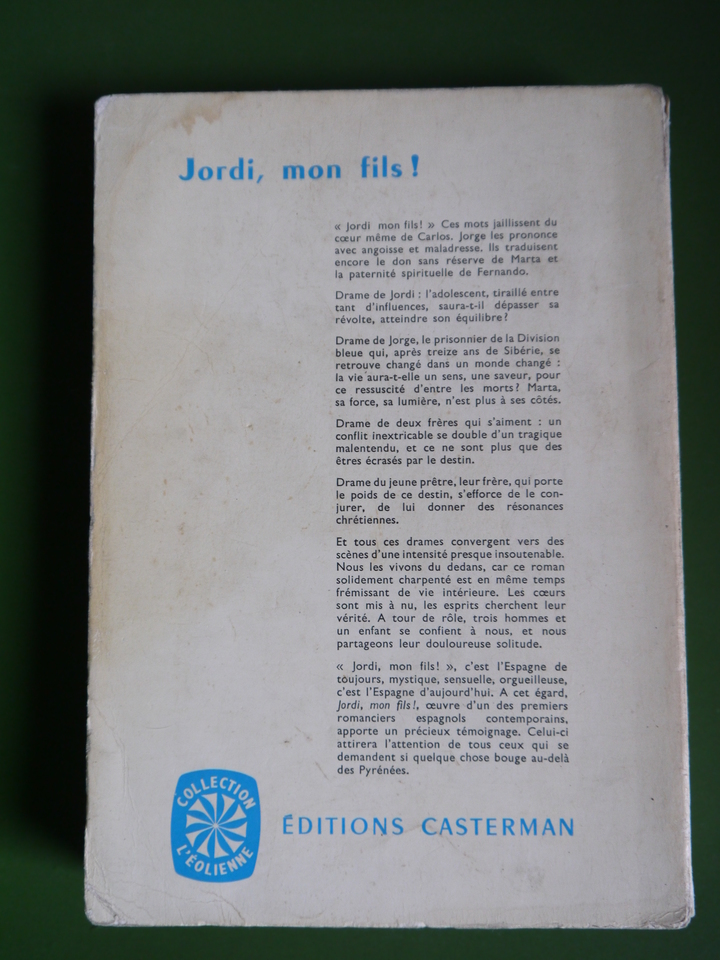 Jordi, mon fils !
« Jordi mon fils! » Ces mots jaillissent du
cœur même de Carlos. Jorge les prononce
avec angoisse et maladresse. Ils traduisent
encore le don sans réserve de Marta et
la paternité spirituelle de Fernando.
Drame de Jordi : l'adolescent, tiraillé entre
tant d'influences, saura-t-il dépasser sa
révolte, atteindre son équilibre?
Drame de Jorge, le prisonnier de la Division
bleue qui, après treize ans de Sibérie, se
retrouve changé dans un monde changé :
la vie aura-t-elle un sens, une saveur, pour
ce ressuscité d'entre les morts? Marta,
sa force, sa lumière, n'est plus à ses côtés.
Drame de deux frères qui s'aiment : un
conflit inextricable se double d'un tragique
malentendu, et ce ne sont plus que des
êtres écrasés par le destin.
Drame du jeune prêtre, leur frère, qui porte
le poids de ce destin, s'efforce de le con-
jurer, de lui donner des résonances
chrétiennes.
Et tous ces drames convergent vers des
scènes d'une intensité presque insoutenable.
Nous les vivons du dedans, car ce roman
solidement charpenté est en même temps
frémissant de vie intérieure. Les cœurs
sont mis à nu, les esprits cherchent leur
vérité. A tour de rôle, trois hommes et
un enfant se confient à nous, et nous
partageons leur douloureuse solitude.
« Jordi, mon fils! », c'est l'Espagne de
toujours, mystique, sensuelle, orgueilleuse,
c'est l'Espagne d'aujourd'hui. A cet égard,
Jordi, mon fils!, œuvre d'un des premiers
romanciers espagnols contemporains,
apporte un précieux témoignage. Celui-ci
attirera l'attention de tous ceux qui se
demandent si quelque chose bouge au-delà
des Pyrénées.
COLLECTION
L'ÉOLIENNE
ÉDITIONS CASTERMAN